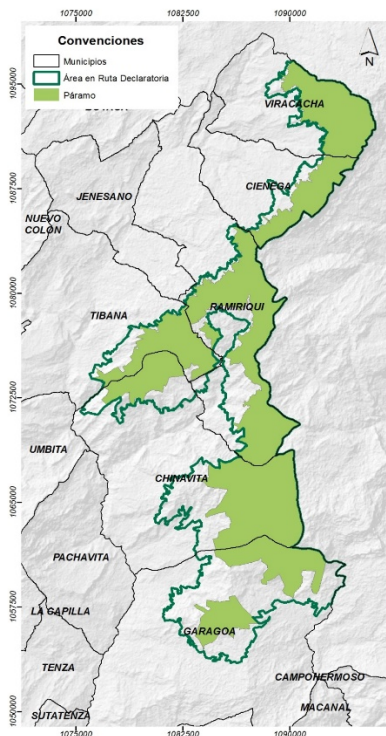 1075000 1082500 1090000
Convenciones
Municipios
Área en Ruta Declaratoria
Páramo
N
1095000
VIRACACHA
1087500
CIENEGA
JENESANO
NUEVO
COLON
1080000
RAMIRIQUI
TIBANA
1072500
UMBITA
CHINAVITA
1065000
PACHAVITA
1057500
LA CAPILLA
GARAGOA
TENZA
CAMPOHERMOSO
MACANAL
1050000
SUTATENZA
1075000 1082500 1090000